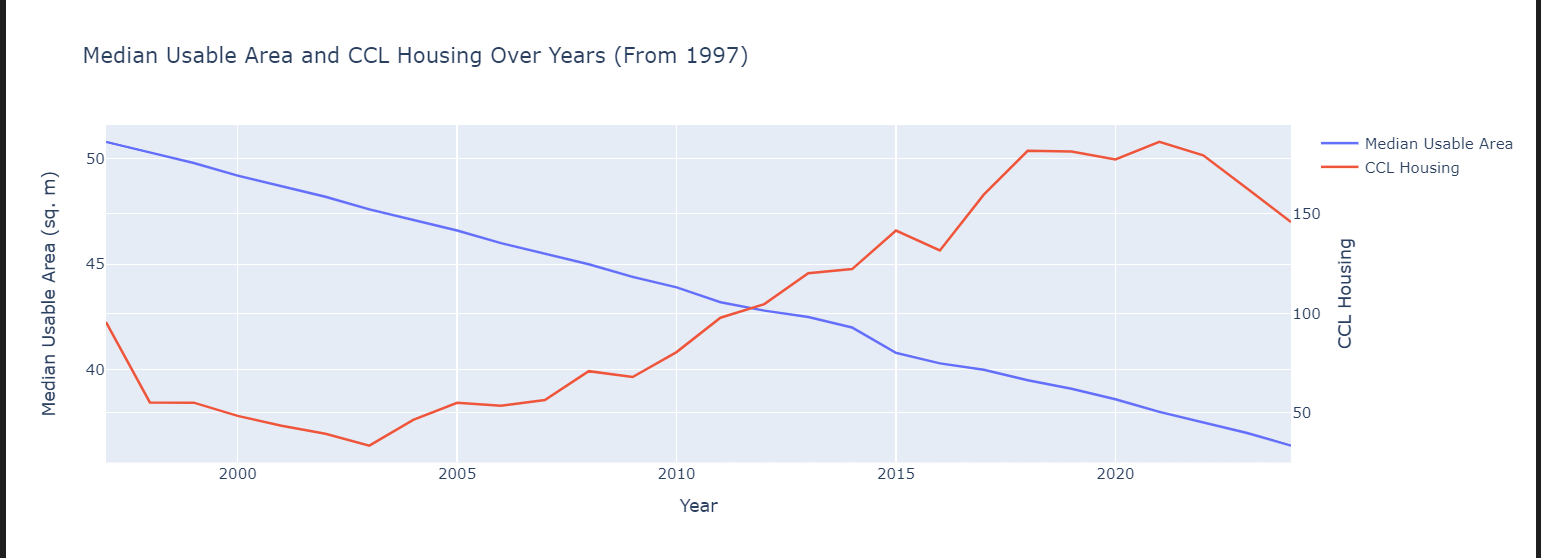 Median Usable Area and CCL Housing Over Years (From 1997)
Median Usable Area
CCL Housing
50
45
40
Median Usable Area (sq. m)
150
100
50
CCL Housing
2000
2005
2010
2015
2020
Year